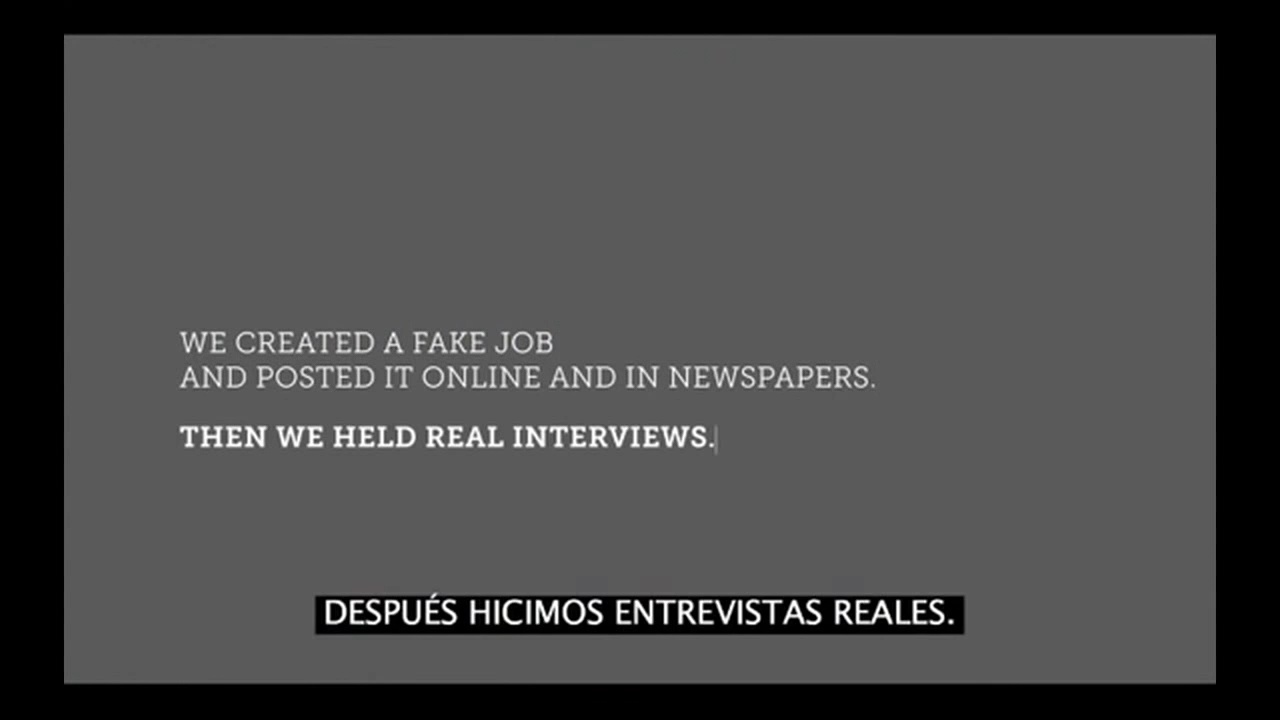 WE CREATED A FAKE JOB
AND POSTED IT ONLINE AND IN NEWSPAPERS.
THEN WE HELD REAL INTERVIEWS.
DESPUÉS HICIMOS ENTREVISTAS REALES.